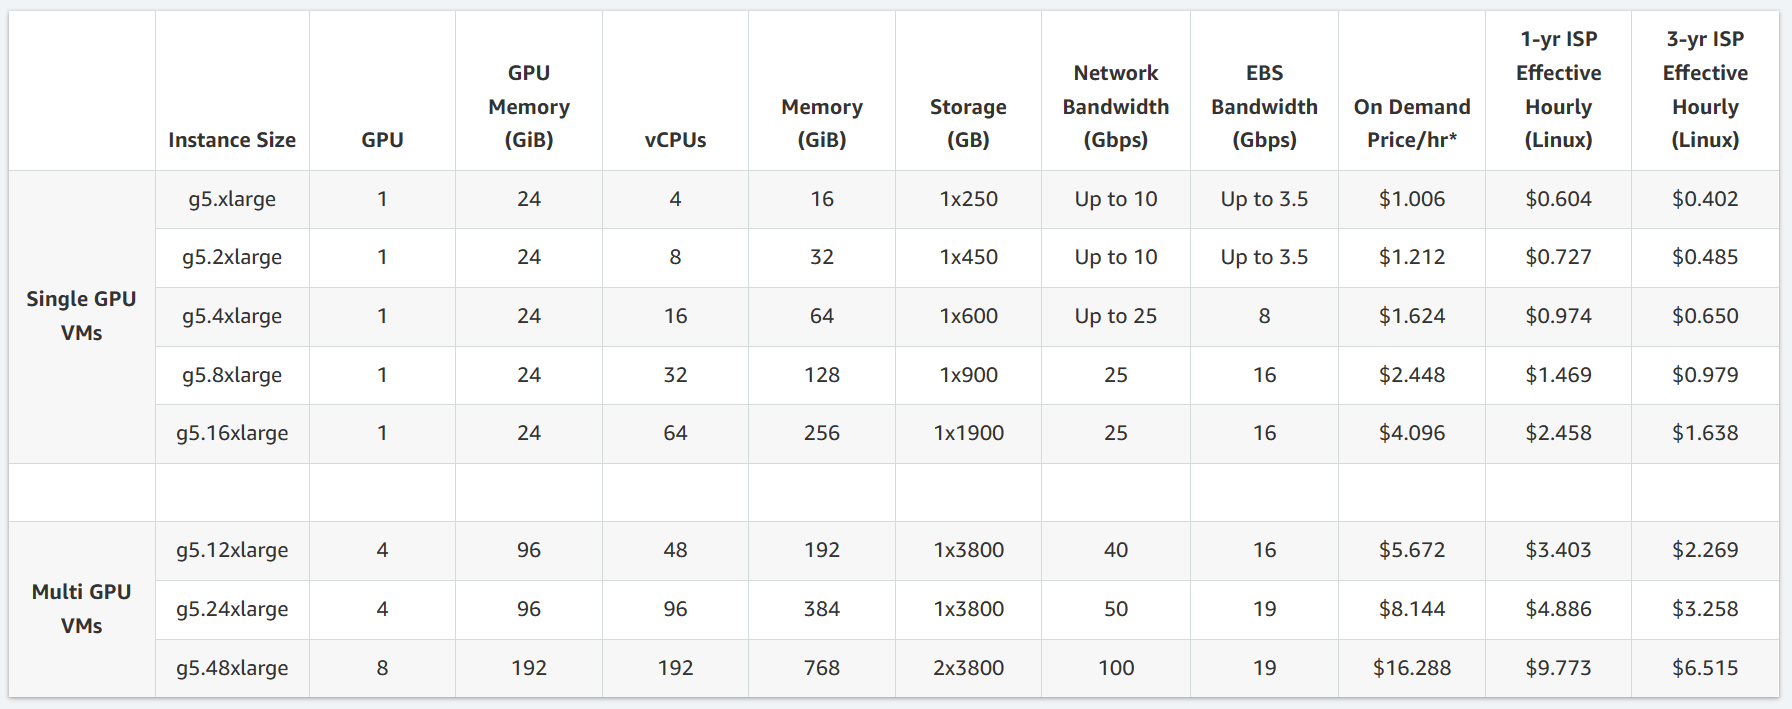 Instance Size GPU GPU Memory (GiB) vCPUs Memory (GiB) Storage (GB) Network Bandwidth (Gbps) EBS Bandwidth (Gbps) On Demand Price/hr* 1-yr ISP Effective Hourly (Linux) 3-yr ISP Effective Hourly (Linux)
Single GPU VMs
g5.xlarge 1 24 4 16 1x250 Up to 10 Up to 3.5 $1.006 $0.604 $0.402
g5.2xlarge 1 24 8 32 1x450 Up to 10 Up to 3.5 $1.212 $0.727 $0.485
g5.4xlarge 1 24 16 64 1x600 Up to 25 8 $1.624 $0.974 $0.650
g5.8xlarge 1 24 32 128 1x900 25 16 $2.448 $1.469 $0.979
g5.16xlarge 1 24 64 256 1x1900 25 16 $4.096 $2.458 $1.638
Multi GPU VMs
g5.12xlarge 4 96 48 192 1x3800 40 16 $5.672 $3.403 $2.269
g5.24xlarge 4 96 96 384 1x3800 50 19 $8.144 $4.886 $3.258
g5.48xlarge 8 192 192 768 2x3800 100 19 $16.288 $9.773 $6.515